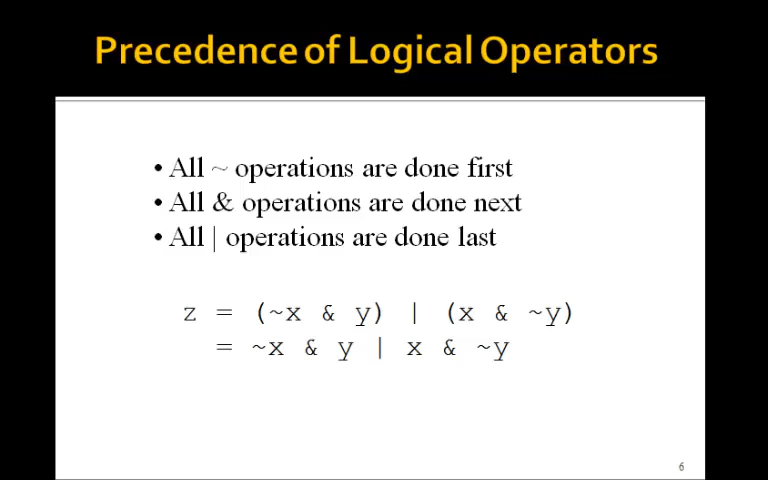 Precedence of Logical Operators
• All ~ operations are done first
• All & operations are done next
• All | operations are done last
z = (~x & y) | (x & ~y)
= ~x & y | x & ~y
6